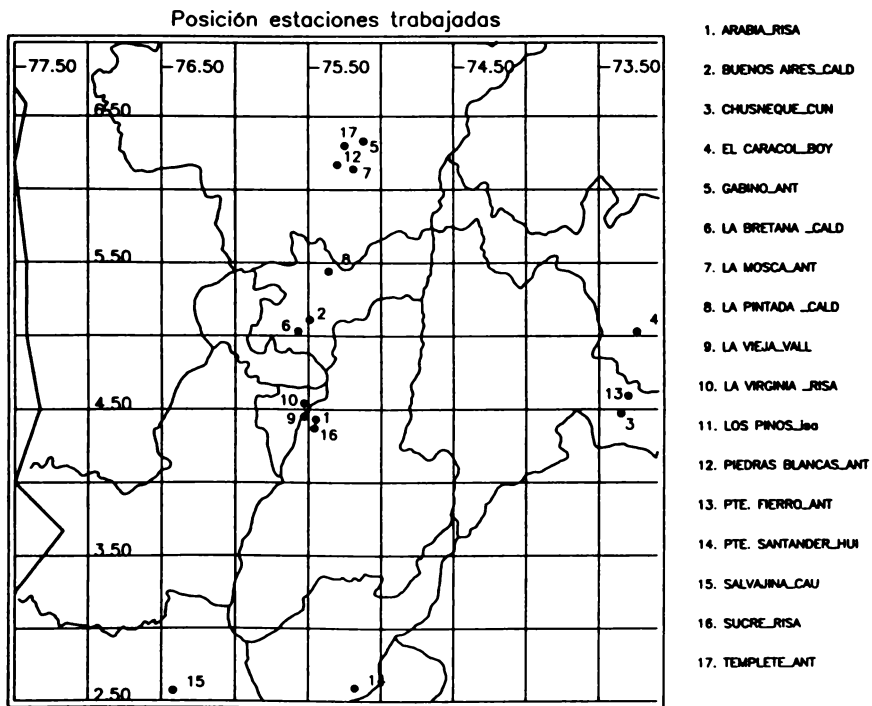 Posición estaciones trabajadas
-77.50 -76.50 -75.50 -74.50 -73.50
6.50
17 5
12
7
5.50
8
2
6 4
4.50
10 13
9 1 3
16
3.50
2.50
15 1
1. ARABIA_RISA
2. BUENOS AIRES_CALD
3. CHUSNEQUE_CUN
4. EL CARACOL_BOY
5. GABINO_ANT
6. LA BRETANA _CALD
7. LA MOSCA_ANT
8. LA PINTADA _CALD
9. LA VIEJA_VALL
10. LA VIRGINIA _RISA
11. LOS PINOS_isa
12. PIEDRAS BLANCAS_ANT
13. PTE. FIERRO_ANT
14. PTE. SANTANDER_HUI
15. SALVAJINA_CAU
16. SUCRE_RISA
17. TEMPLETE_ANT